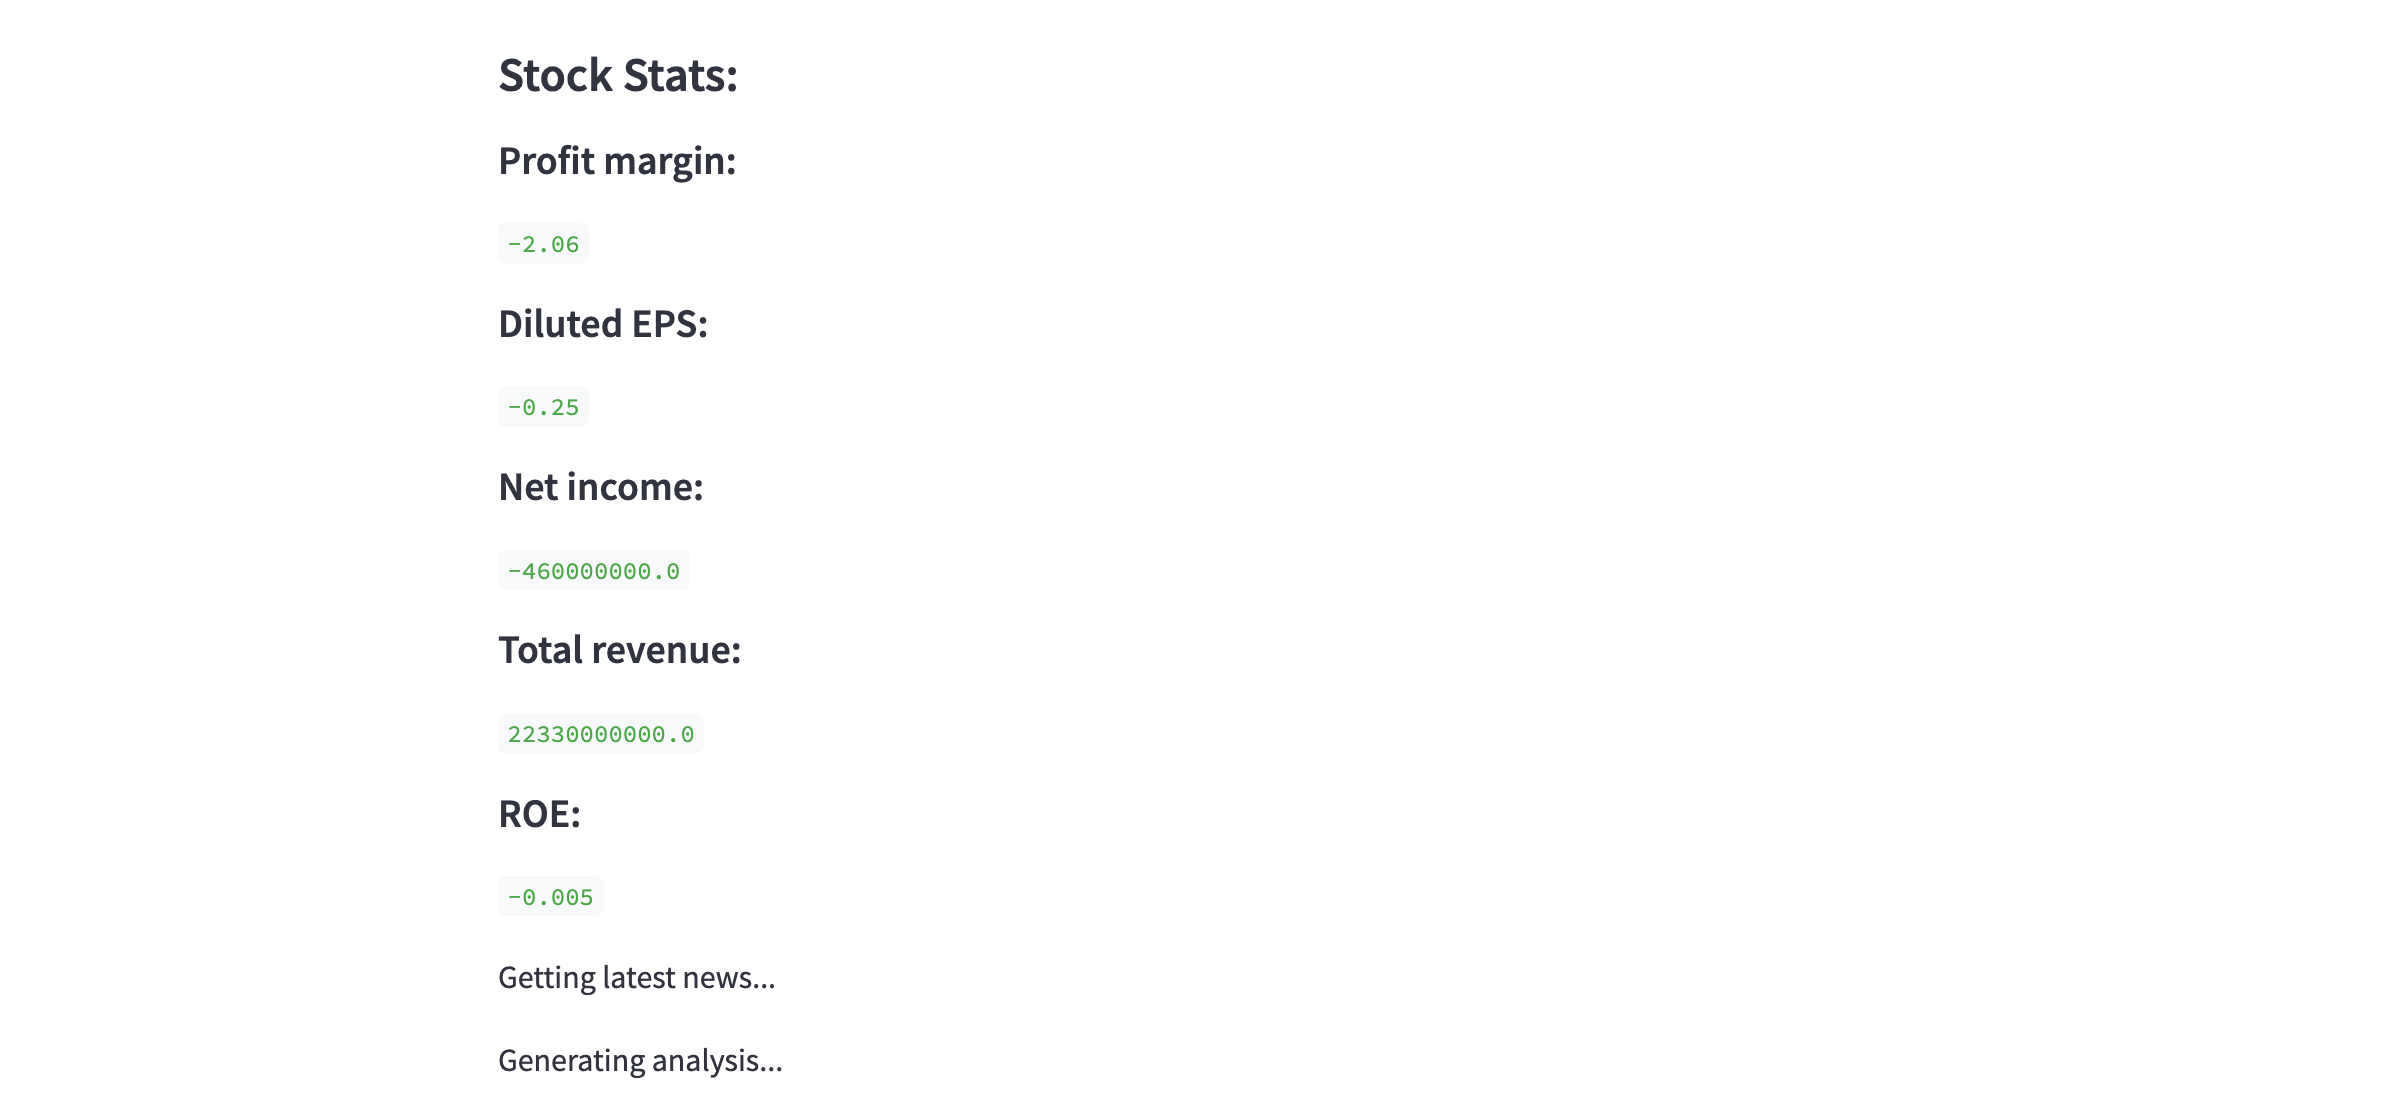 Stock Stats:
Profit margin:
-2.06
Diluted EPS:
-0.25
Net income:
-460000000.0
Total revenue:
22330000000.0
ROE:
-0.005
Getting latest news...
Generating analysis...